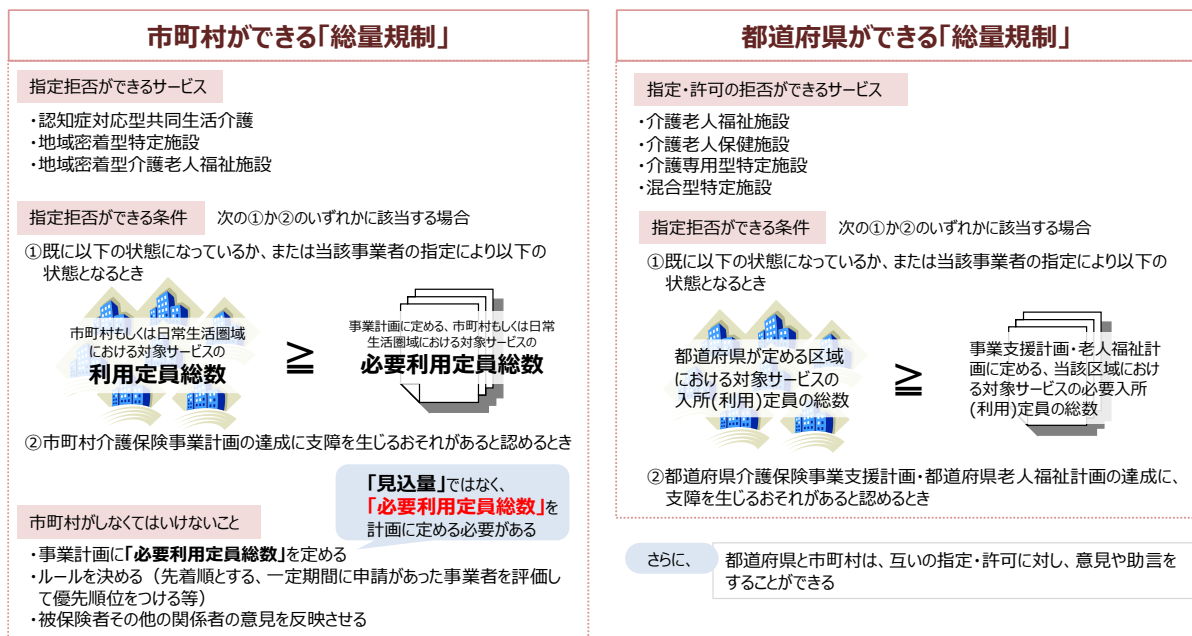 市町村ができる「総量規制」
指定拒否ができるサービス
・認知症対応型共同生活介護
・地域密着型特定施設
・地域密着型介護老人福祉施設
指定拒否ができる条件 次の①か②のいずれかに該当する場合
①既に以下の状態になっているか、または当該事業者の指定により以下の
状態となるとき
市町村もしくは日常生活圏域
における対象サービスの
利用定員総数
≧
事業計画に定める、市町村もしくは日常
生活圏域における対象サービスの
必要利用定員総数
②市町村介護保険事業計画の達成に支障を生じるおそれがあると認めるとき
「見込量」ではなく、
「必要利用定員総数」を
計画に定める必要がある
市町村がしなくてはいけないこと
・事業計画に「必要利用定員総数」を定める
・ルールを決める（先着順とする、一定期間に申請があった事業者を評価し
て優先順位をつける等）
・被保険者その他の関係者の意見を反映させる
都道府県ができる「総量規制」
指定・許可の拒否ができるサービス
・介護老人福祉施設
・介護老人保健施設
・介護専用型特定施設
・混合型特定施設
指定拒否ができる条件 次の①か②のいずれかに該当する場合
①既に以下の状態になっているか、または当該事業者の指定により以下の
状態となるとき
都道府県が定める区域
における対象サービスの
入所(利用)定員の総数
≧
事業支援計画・老人福祉計
画に定める、当該区域におけ
る対象サービスの必要入所
(利用)定員の総数
②都道府県介護保険事業支援計画・都道府県老人福祉計画の達成に、
支障を生じるおそれがあると認めるとき
さらに、
都道府県と市町村は、互いの指定・許可に対し、意見や助言を
することができる